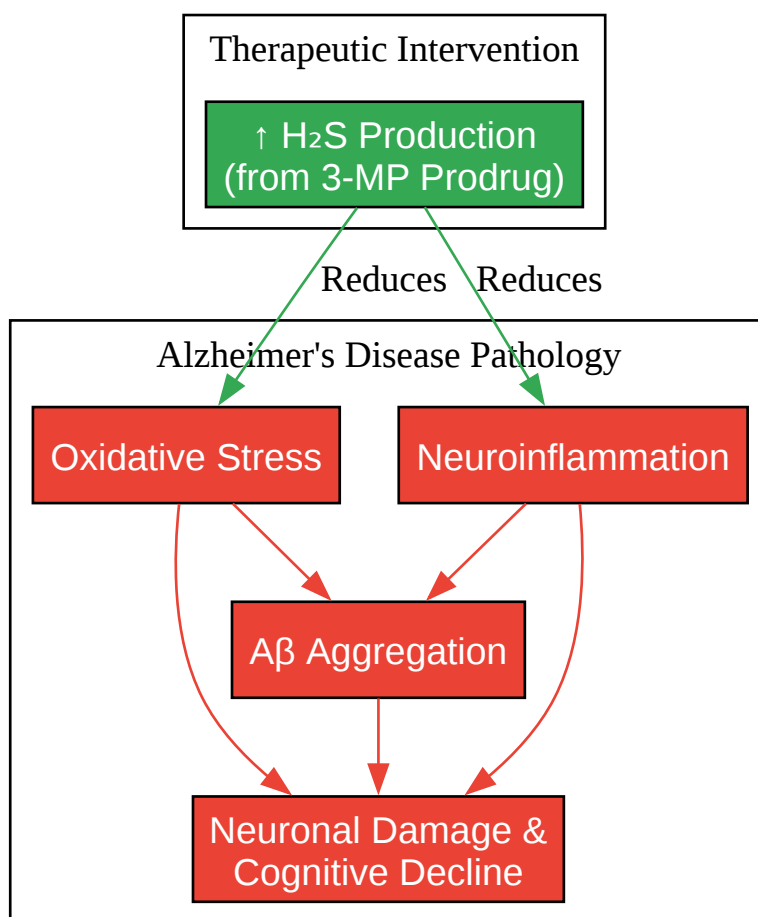 Therapeutic Intervention
↑ H₂S Production
(from 3-MP Prodrug)
Reduces
Reduces
Alzheimer's Disease Pathology
Oxidative Stress
Neuroinflammation
Aβ Aggregation
Neuronal Damage &
Cognitive Decline